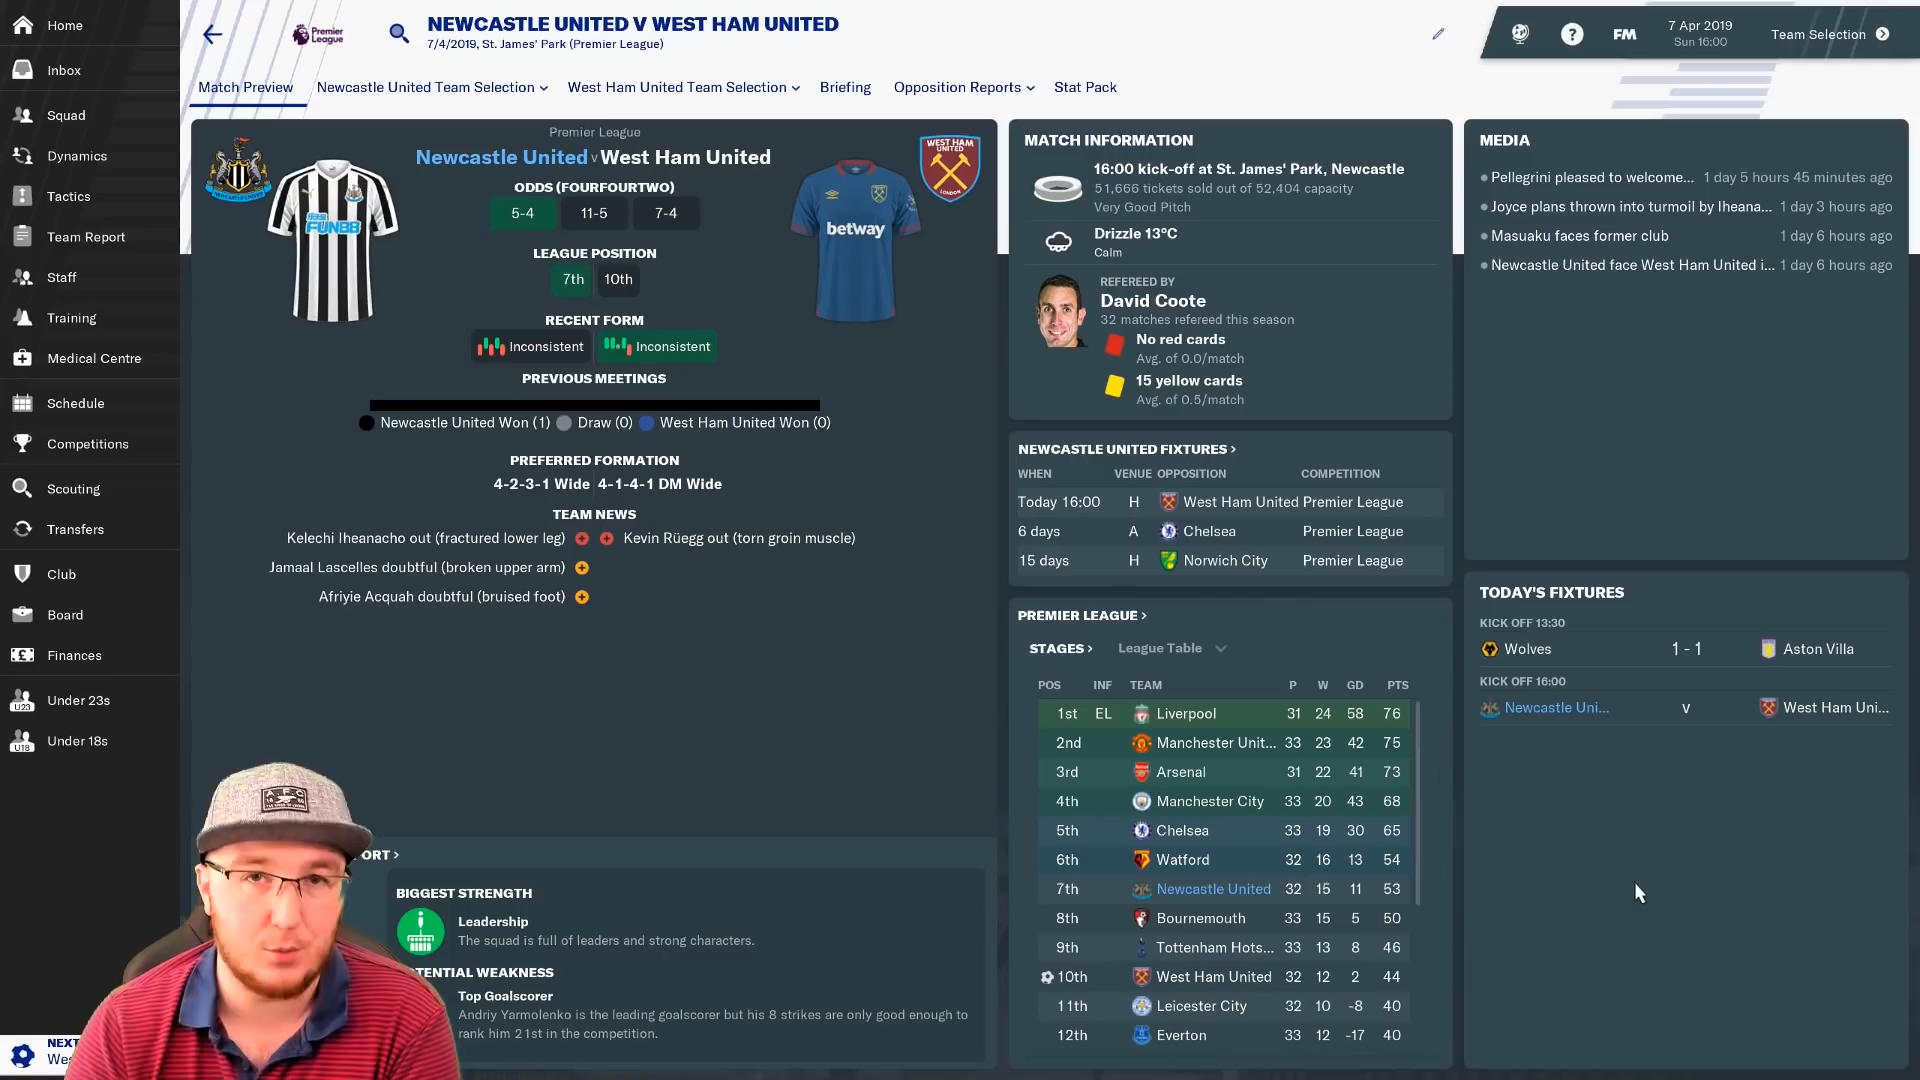 Home
Inbox
Squad
Dynamics
Tactics
Team Report
Staff
Training
Medical Centre
Schedule
Competitions
Scouting
Transfers
Club
Board
Finances
U23 Under 23s
U18 Under 18s
NEXT
Premier League
NEWCASTLE UNITED V WEST HAM UNITED
7/4/2019, St. James' Park (Premier League)
? FM 7 Apr 2019 Sun 16:00 Team Selection
Match Preview Newcastle United Team Selection West Ham United Team Selection Briefing Opposition Reports Stat Pack
Premier League
Newcastle United v West Ham United
WEST HAM UNITED LONDON
FUN88
betway
ODDS (FOURFOURTWO)
5-4 11-5 7-4
LEAGUE POSITION
7th 10th
RECENT FORM
Inconsistent Inconsistent
PREVIOUS MEETINGS
Newcastle United Won (1) Draw (0) West Ham United Won (0)
PREFERRED FORMATION
4-2-3-1 Wide 4-1-4-1 DM Wide
TEAM NEWS
Kelechi Iheanacho out (fractured lower leg) Kevin Rüegg out (torn groin muscle)
Jamaal Lascelles doubtful (broken upper arm)
Afriyie Acquah doubtful (bruised foot)
ORT >
BIGGEST STRENGTH
Leadership
The squad is full of leaders and strong characters.
TENTIAL WEAKNESS
Top Goalscorer
Andriy Yarmolenko is the leading goalscorer but his 8 strikes are only good enough to
rank him 21st in the competition.
A.F.C
MATCH INFORMATION
16:00 kick-off at St. James' Park, Newcastle
51,666 tickets sold out of 52,404 capacity
Very Good Pitch
Drizzle 13°C
Calm
REFEREED BY
David Coote
32 matches refereed this season
No red cards
Avg. of 0.0/match
15 yellow cards
Avg. of 0.5/match
NEWCASTLE UNITED FIXTURES >
WHEN VENUE OPPOSITION COMPETITION
Today 16:00 H West Ham United Premier League
6 days A Chelsea Premier League
15 days H Norwich City Premier League
PREMIER LEAGUE >
STAGES > League Table
POS INF TEAM P W GD PTS
1st EL Liverpool 31 24 58 76
2nd Manchester Unit... 33 23 42 75
3rd Arsenal 31 22 41 73
4th Manchester City 33 20 43 68
5th Chelsea 33 19 30 65
6th Watford 32 16 13 54
7th Newcastle United 32 15 11 53
8th Bournemouth 33 15 5 50
9th Tottenham Hots... 33 13 8 46
10th West Ham United 32 12 2 44
11th Leicester City 32 10 -8 40
12th Everton 33 12 -17 40
MEDIA
Pellegrini pleased to welcome... 1 day 5 hours 45 minutes ago
Joyce plans thrown into turmoil by Iheana... 1 day 3 hours ago
Masuaku faces former club 1 day 6 hours ago
Newcastle United face West Ham United i... 1 day 6 hours ago
TODAY'S FIXTURES
KICK OFF 13:30
Wolves 1 - 1 Aston Villa
KICK OFF 16:00
Newcastle Uni... v West Ham Uni...